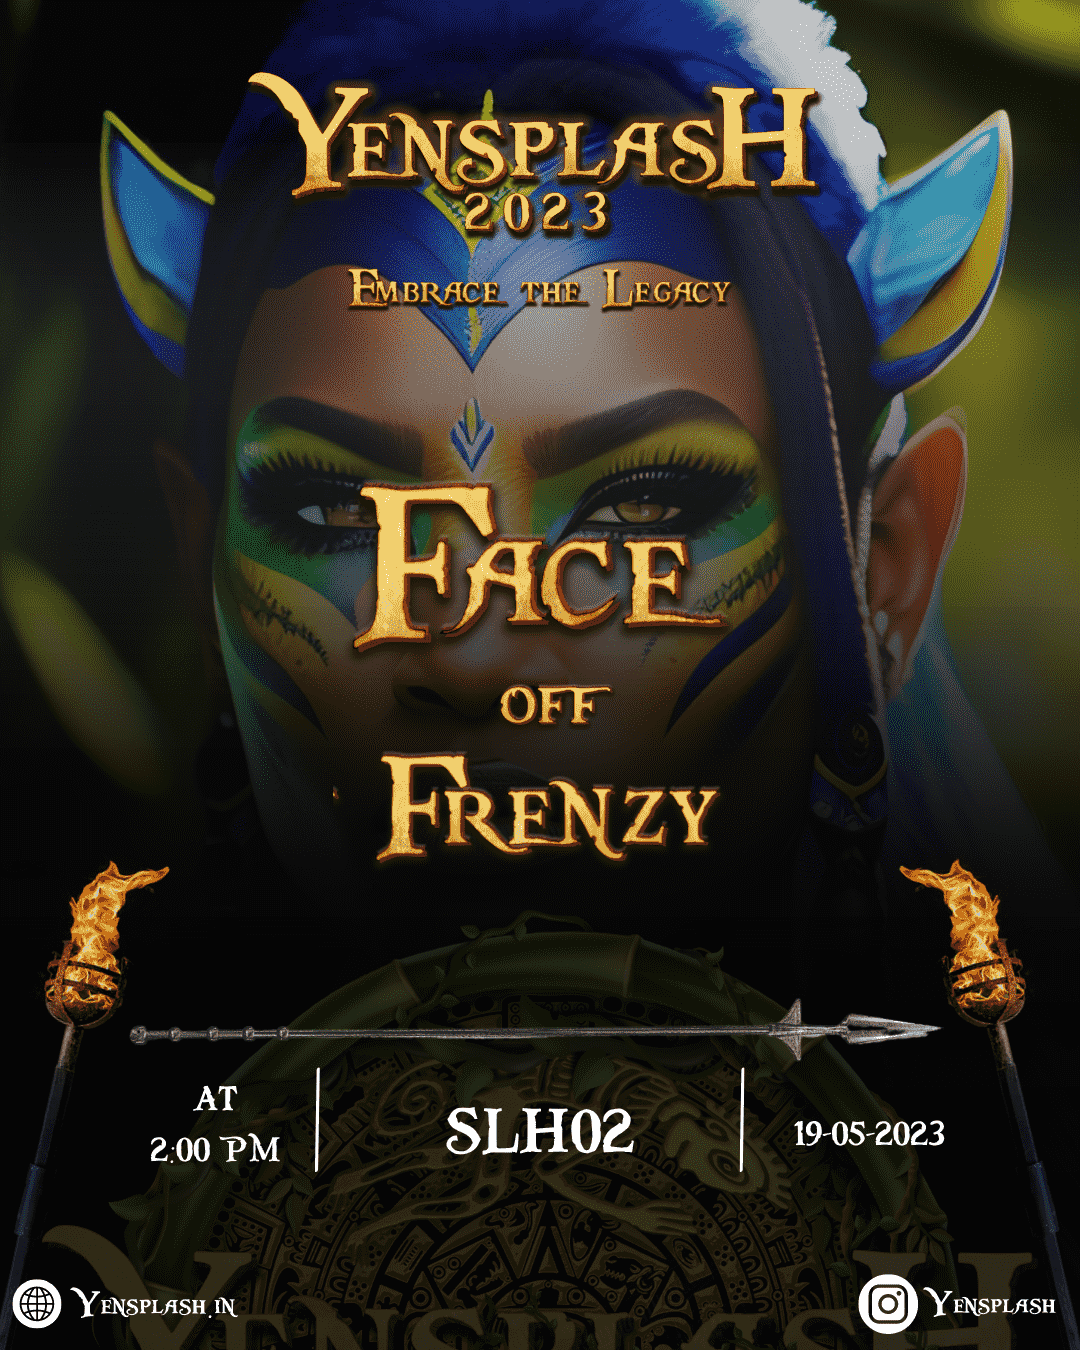 YENSPLASH
2023
EMBRACE THE LEGACY
FACE
OFF
FRENZY
AT
2:00 PM
SLH02
19-05-2023
YENSPLASH.IN
YENSPLASH
YENSPLASH